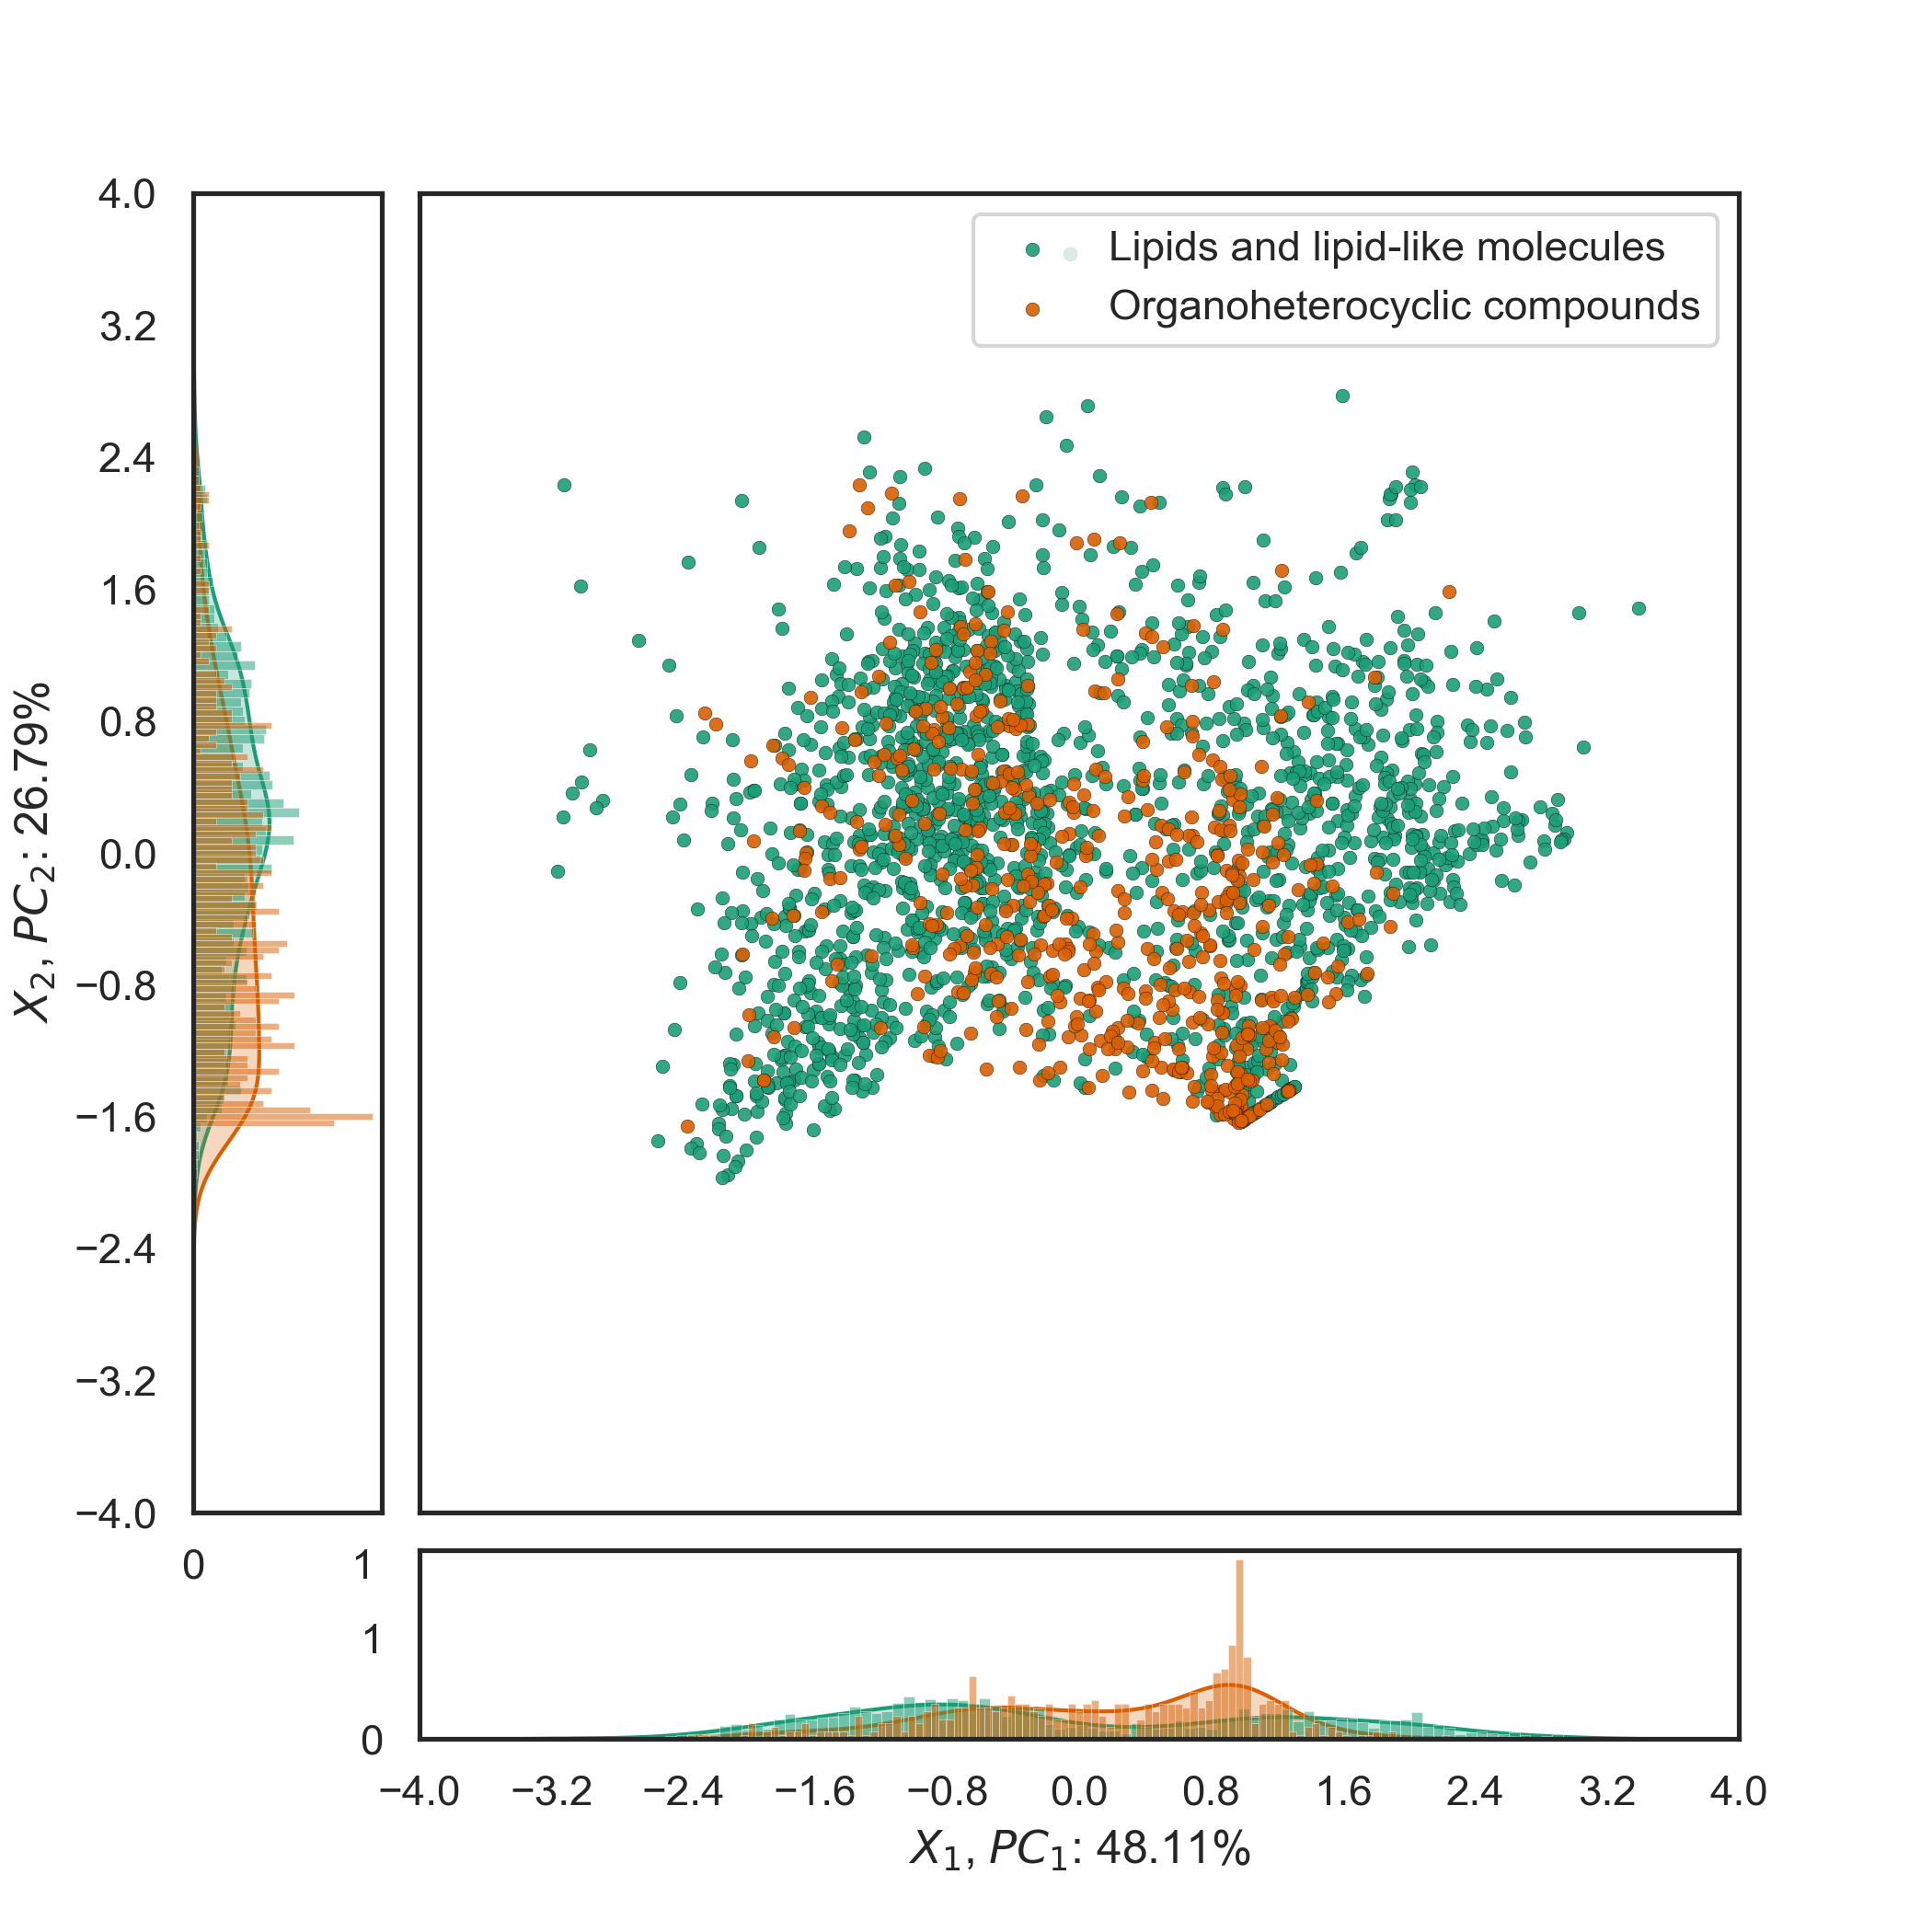 4.0
3.2
2.4
1.6
0.8
0.0
−0.8
−1.6
−2.4
−3.2
−4.0
X2, PC2: 26.79%
Lipids and lipid-like molecules
Organoheterocyclic compounds
0 1
1
0
−4.0 −3.2 −2.4 −1.6 −0.8 0.0 0.8 1.6 2.4 3.2 4.0
X1, PC1: 48.11%